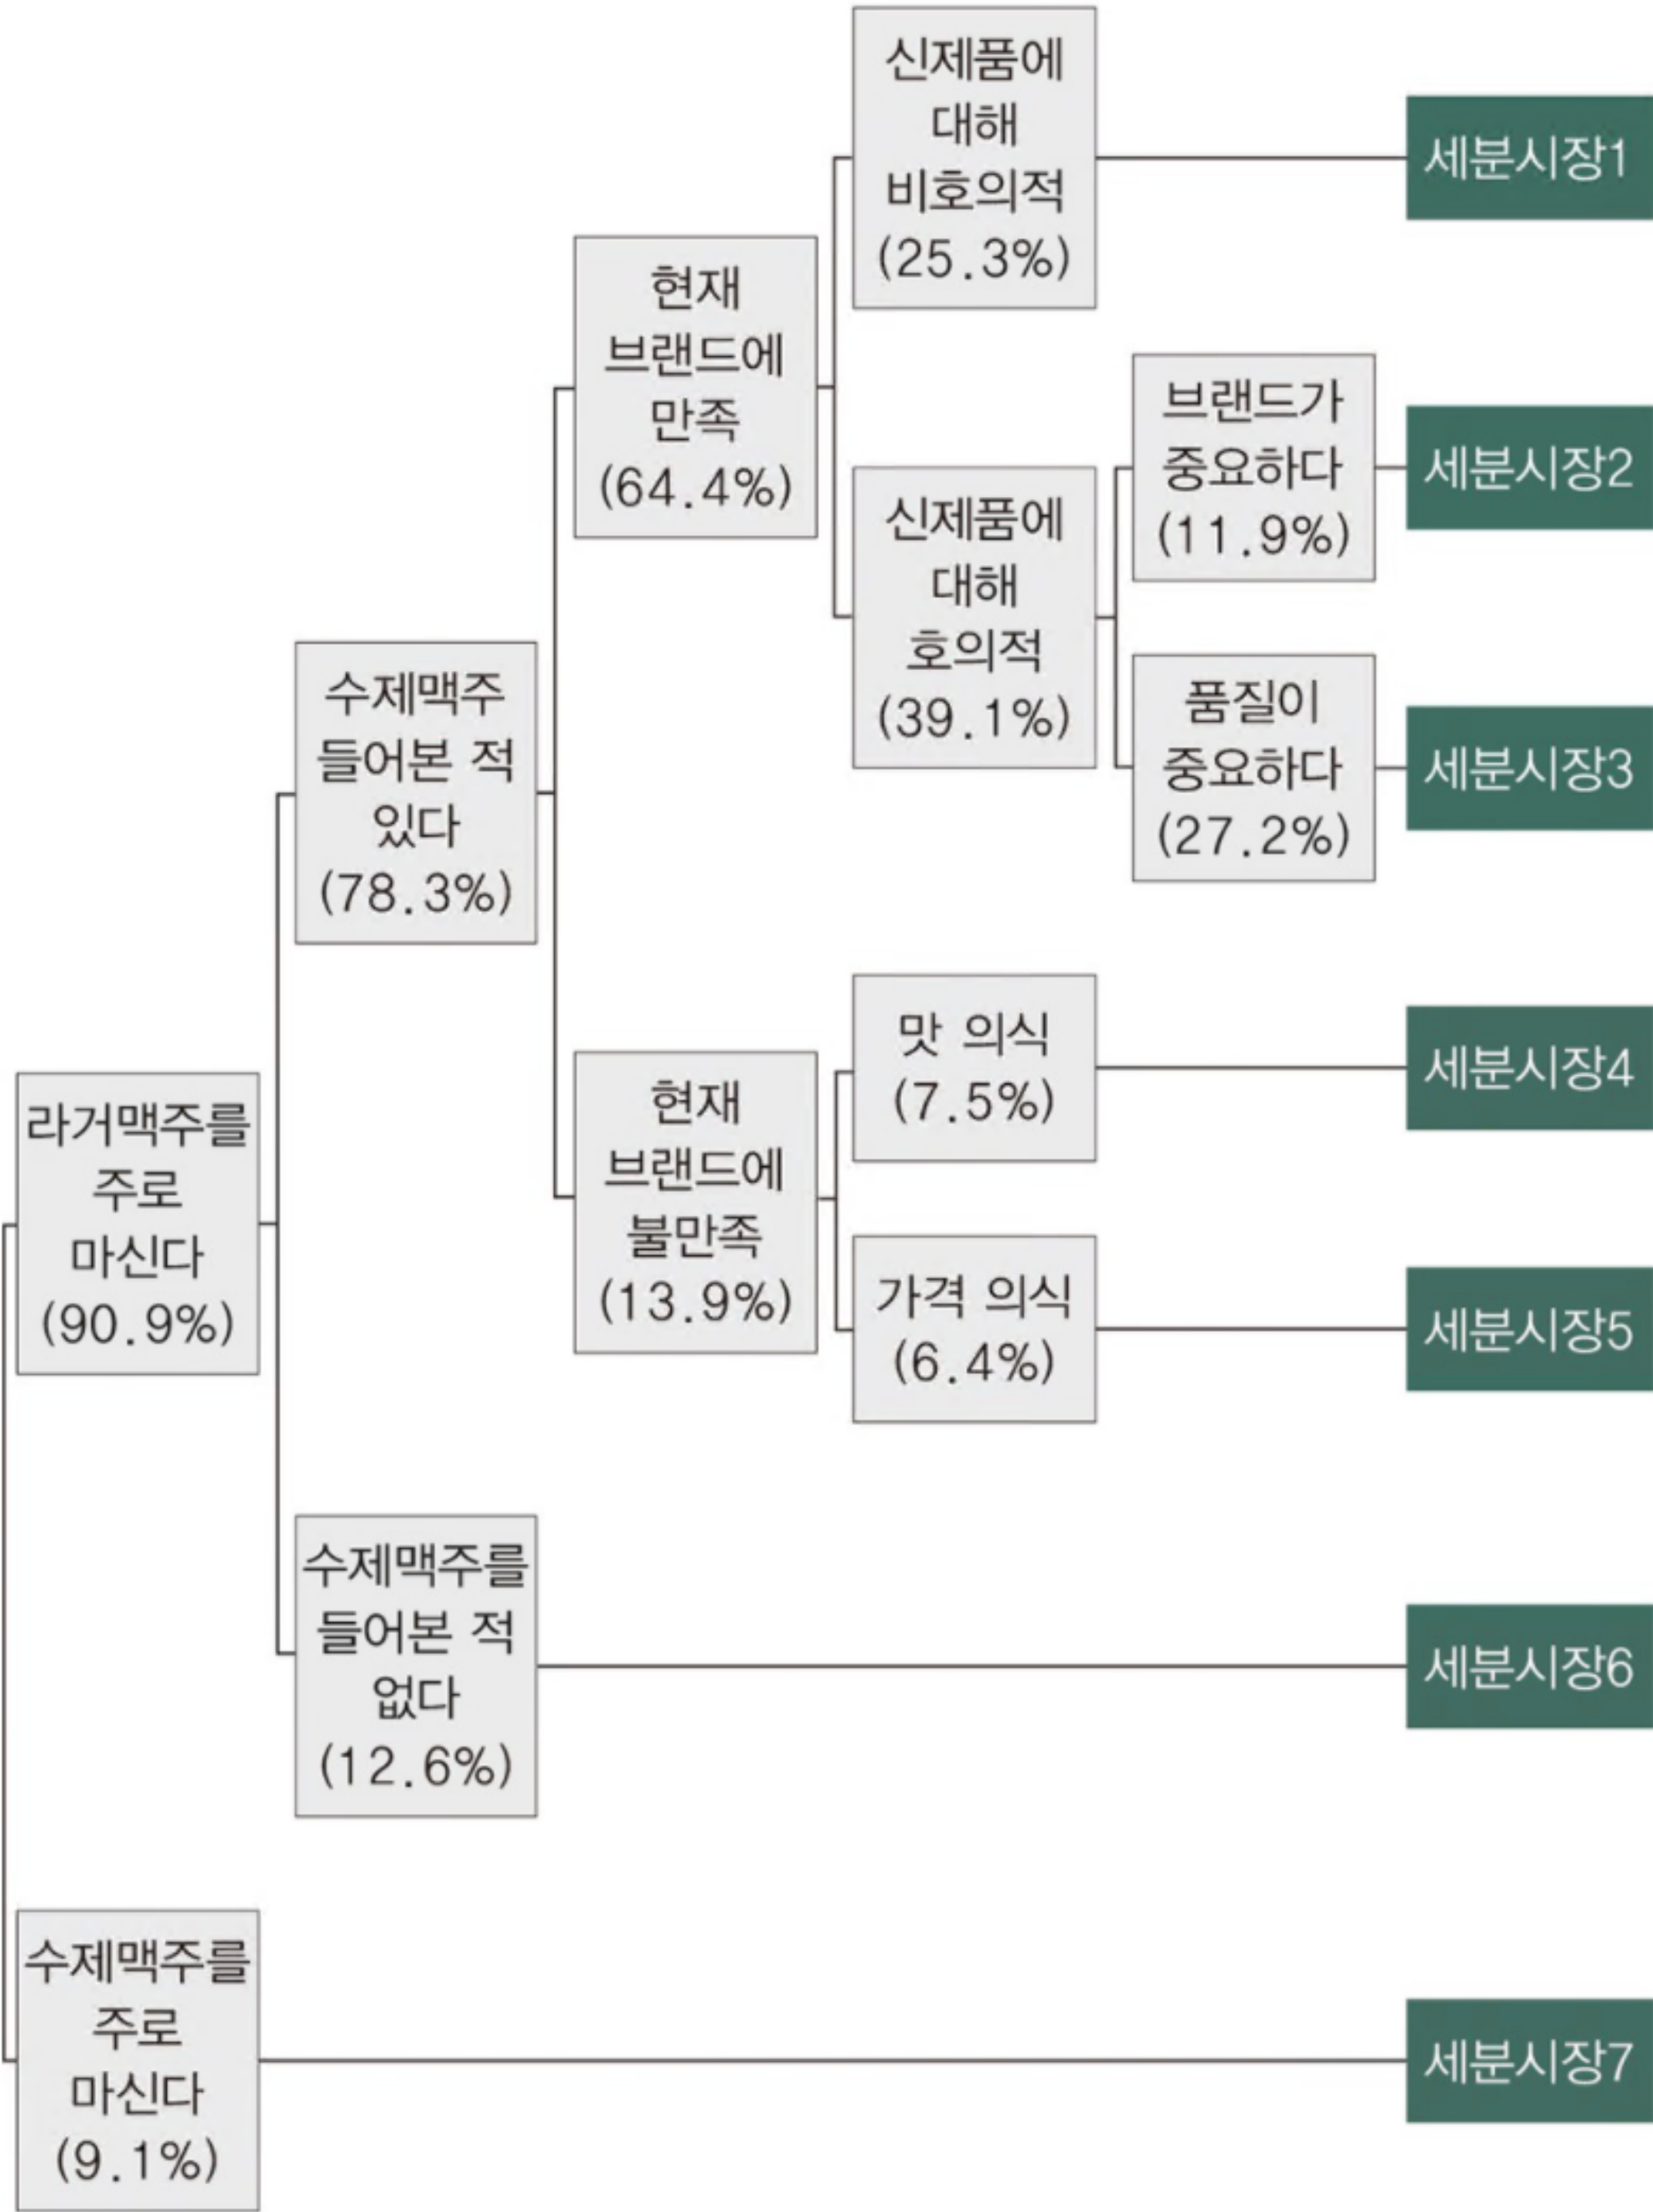 신제품에
대해
비호의적
(25.3%)
세분시장1
현재
브랜드에
만족
(64.4%)
브랜드가
중요하다
(11.9%)
세분시장2
신제품에
대해
호의적
(39.1%)
수제맥주
들어본 적
있다
(78.3%)
품질이
중요하다
(27.2%)
세분시장3
맛 의식
(7.5%)
세분시장4
현재
브랜드에
불만족
(13.9%)
라거맥주를
주로
마신다
(90.9%)
가격 의식
(6.4%)
세분시장5
수제맥주를
들어본 적
없다
(12.6%)
세분시장6
수제맥주를
주로
마신다
(9.1%)
세분시장7